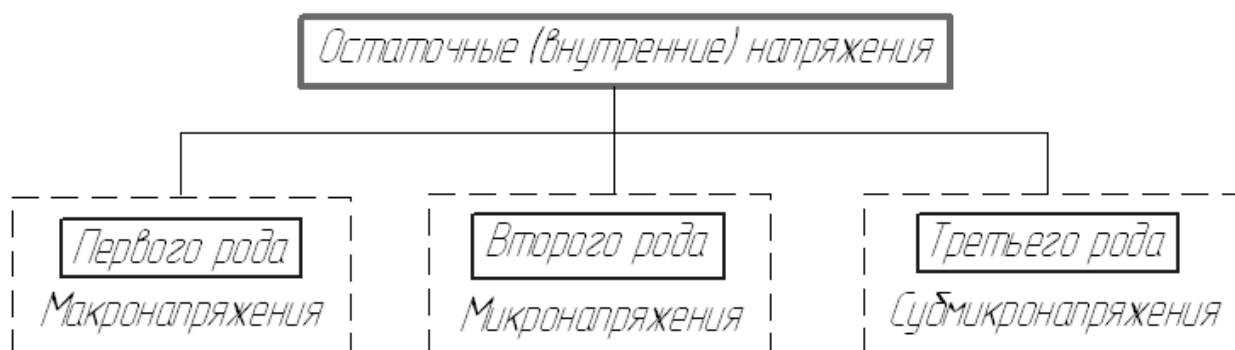 Остаточные (внутренние) напряжения
Первого рода
Макронапряжения
Второго рода
Микронапряжения
Третьего рода
Субмикронапряжения